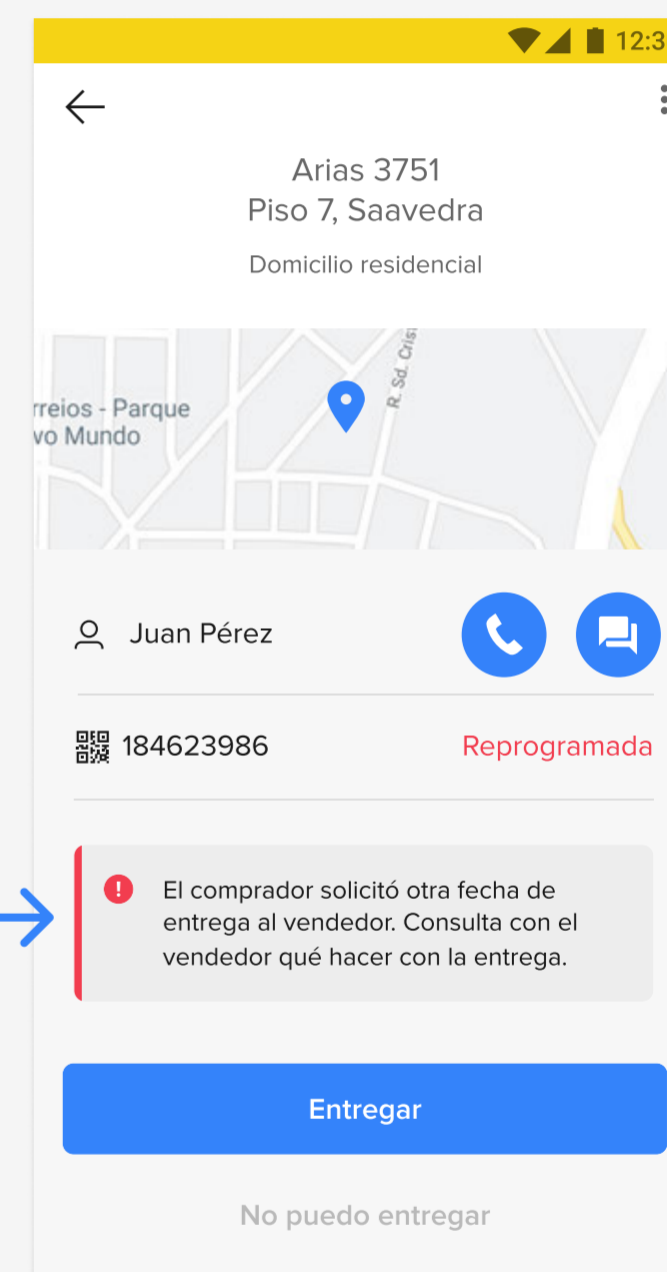 12:3
Arias 3751
Piso 7, Saavedra
Domicilio residencial
R. Sd. Cris
rreios - Parque
vo Mundo
Juan Pérez
184623986
Reprogramada
El comprador solicitó otra fecha de
entrega al vendedor. Consulta con el
vendedor qué hacer con la entrega.
Entregar
No puedo entregar